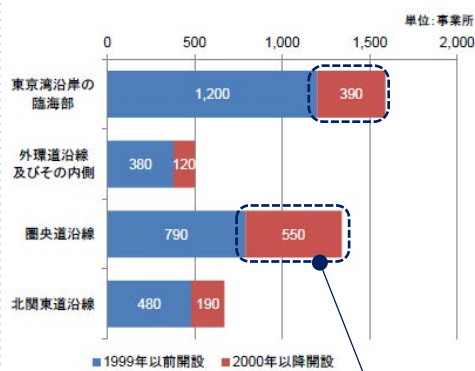 単位：事業所
0 500 1,000 1,500 2,000
東京湾沿岸の
臨海部
1,200 390
外環道沿線
及びその内側
380 120
圏央道沿線
790 550
北関東道沿線
480 190
■1999年以前開設 ■2000年以降開設